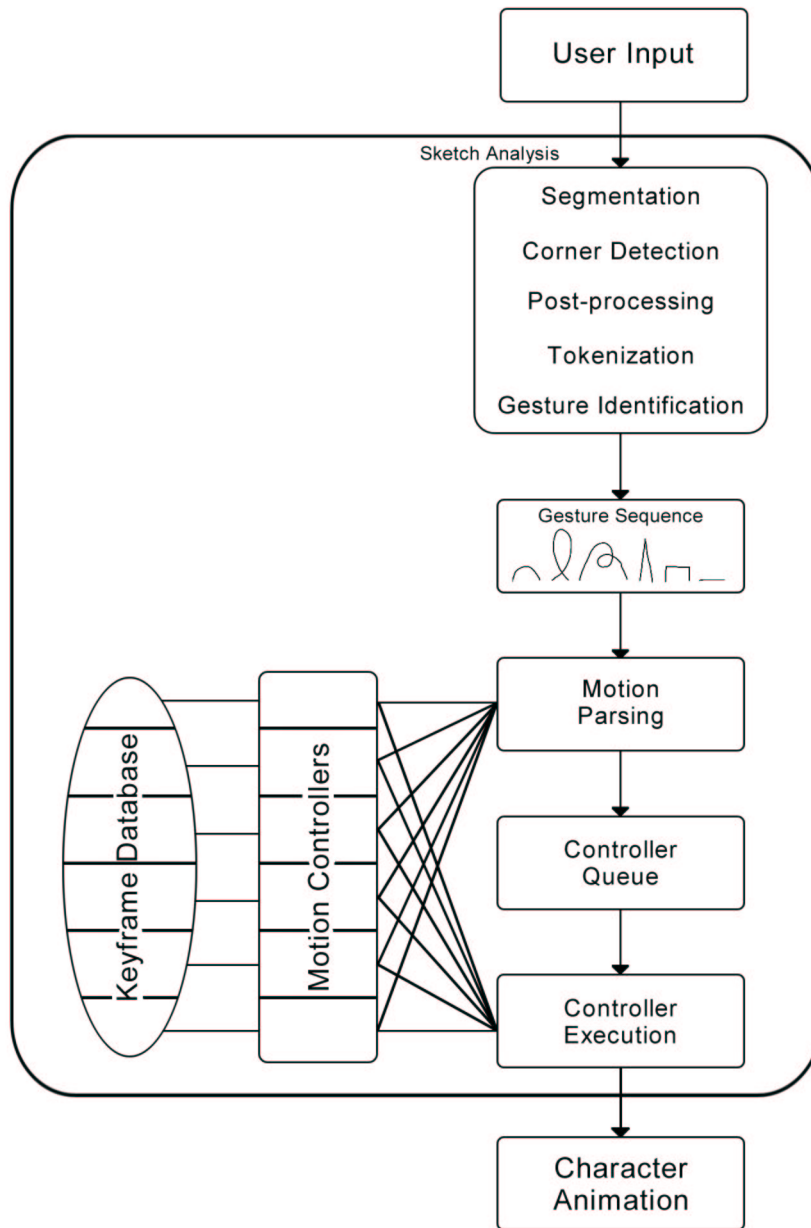 User Input
Sketch Analysis
Segmentation
Corner Detection
Post-processing
Tokenization
Gesture Identification
Gesture Sequence
Motion
Parsing
Keyframe Database
Motion Controllers
Controller
Queue
Controller
Execution
Character
Animation